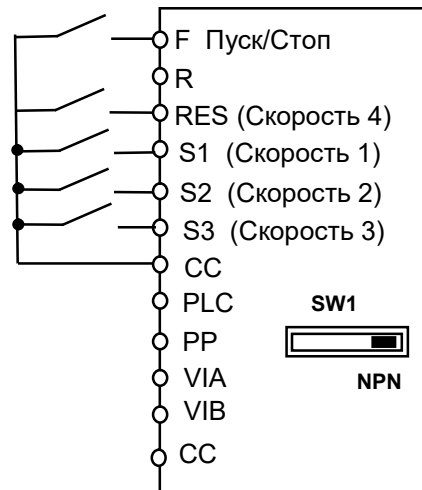 F Пуск/Стоп
R
RES (Скорость 4)
S1 (Скорость 1)
S2 (Скорость 2)
S3 (Скорость 3)
CC
PLC
SW1
PP
VIA
NPN
VIB
CC